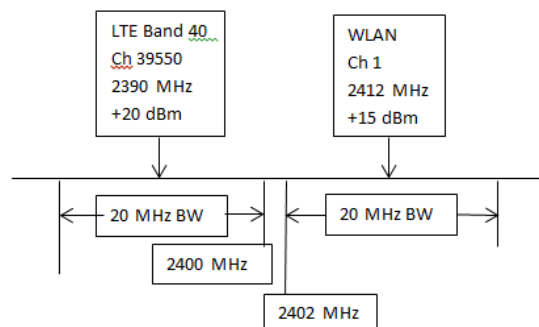 LTE Band 40
Ch 39550
2390 MHz
+20 dBm
WLAN
Ch 1
2412 MHz
+15 dBm
20 MHz BW
20 MHz BW
2400 MHz
2402 MHz